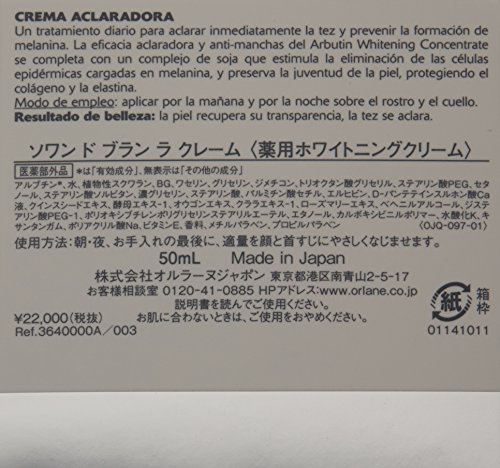 CREMA ACLARADORA
Un tratamiento diario para aclarar inmediatamente la tez y prevenir la formación de
melanina. La eficacia aclaradora y anti-manchas del Arbutin Whitening Concentrate
se completa con un complejo de soja que estimula la eliminación de las células
epidérmicas cargadas en melanina, y preserva la juventud de la piel, protegiendo el
colágeno y la elastina.
Modo de empleo: aplicar por la mañana y por la noche sobre el rostro y el cuello.
Resultado de belleza: la piel recupera su transparencia, la tez se aclara.
ソワンド ブラン ラ クレーム〈薬用ホワイトニングクリーム〉
医薬部外品 *は「有効成分」、無表示は「その他の成分」
アルブチン*、水、植物性スクワラン、BG、ワセリン、グリセリン、ジメチコン、トリオクタン酸グリセリル、ステアリン酸PEG、セタ
ノール、ステアリン酸ソルビタン、濃グリセリン、ステアリン酸、パルミチン酸セチル、エルヒビン、D-パンテテインスルホン酸Ca
液、クインスシードエキス、酵母エキス-1、オウゴンエキス、クララエキス-1、ローズマリーエキス、ベヘニルアルコール、ジステ
アリン酸PEG-1、ポリオキシブチレンポリグリセリンステアリルエーテル、エタノール、カルボキシビニルポリマー、水酸化K、キ
サンタンガム、ポリアクリル酸Na、ビタミンE、香料、メチルパラベン、プロピルパラベン 〈OJQ-097-01〉
使用方法:朝・夜、お手入れの最後に、適量を顔と首すじにやさしくなじませます。
50mL Made in Japan
株式会社オルラーヌジャポン 東京都港区南青山2-5-17
お客様相談室 0120-41-0885 HPアドレス:www.orlane.co.jp
説明書を読んでご使用ください。
¥22,000(税抜) お肌に合わないときは、ご使用をおやめください。
Ref.3640000A/003
紙
箱
枠
01141011